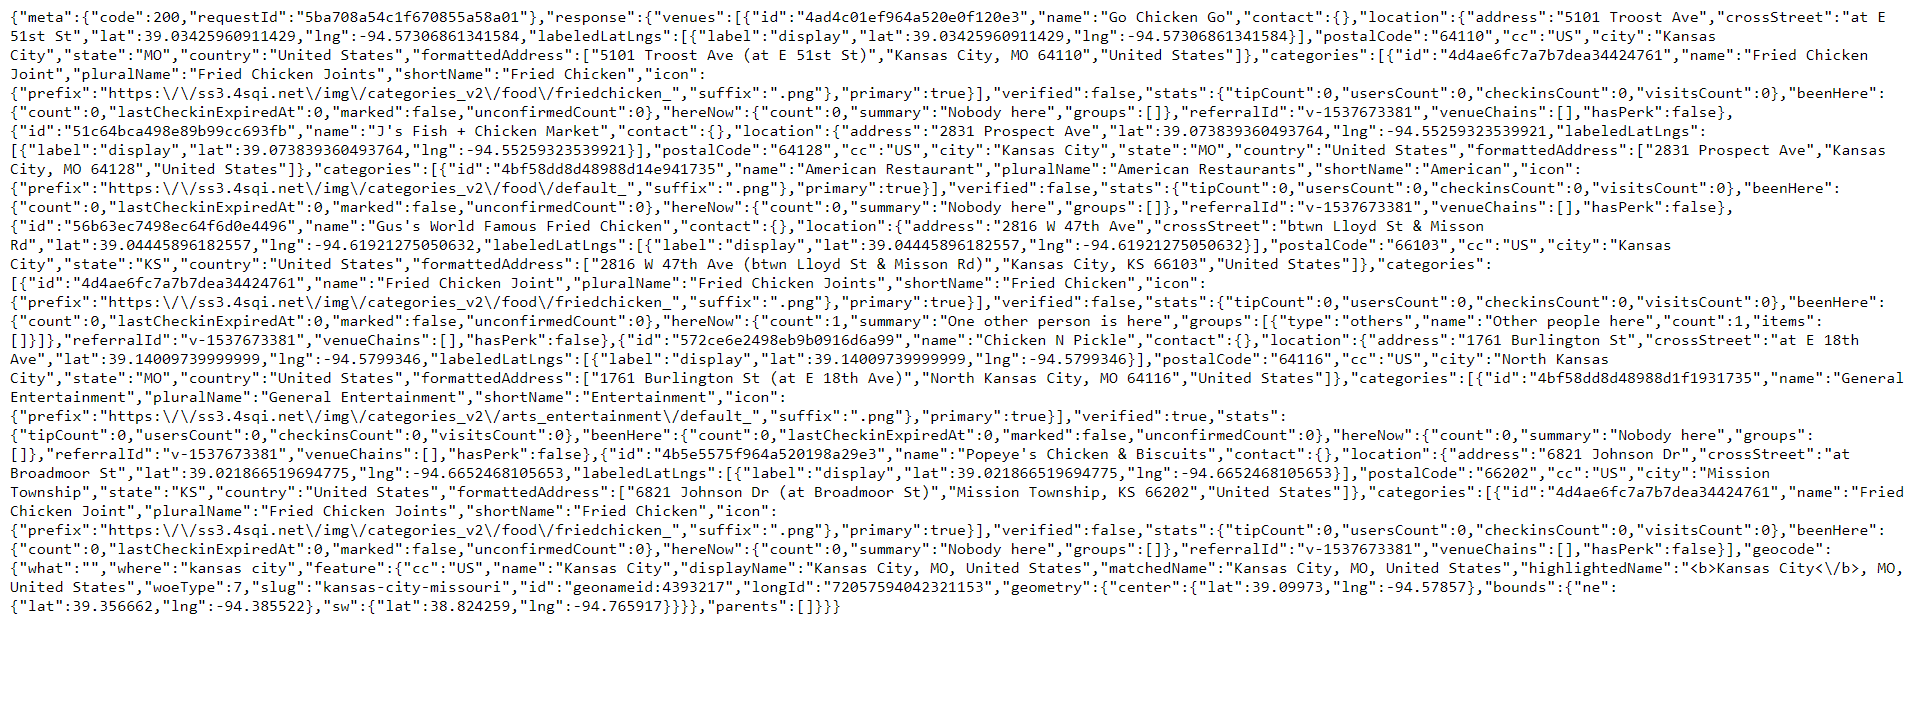 {"meta":{"code":200,"requestId":"5ba708a54c1f670855a58a01"},"response":{"venues":[{"id":"4ad4c01ef964a520e0f120e3","name":"Go Chicken Go","contact":{},"location":{"address":"5101 Troost Ave","crossStreet":"at E
51st St","lat":39.03425960911429,"lng":-94.57306861341584,"labeledLatLngs":[{"label":"display","lat":39.03425960911429,"lng":-94.57306861341584}],"postalCode":"64110","cc":"US","city":"Kansas
City","state":"MO","country":"United States","formattedAddress":["5101 Troost Ave (at E 51st St)","Kansas City, MO 64110","United States"]},"categories":[{"id":"4d4ae6fc7a7b7dea34424761","name":"Fried Chicken
Joint","pluralName":"Fried Chicken Joints","shortName":"Fried Chicken","icon":
{"prefix":"https:\/\/ss3.4sqi.net\/img\/categories_v2\/food\/friedchicken_","suffix":".png"},"primary":true}],"verified":false,"stats":{"tipCount":0,"usersCount":0,"checkinsCount":0,"visitsCount":0},"beenHere":
{"count":0,"lastCheckinExpiredAt":0,"marked":false,"unconfirmedCount":0},"hereNow":{"count":0,"summary":"Nobody here","groups":[]},"referralId":"v-1537673381","venueChains":[],"hasPerk":false},
{"id":"51c64bca498e89b99cc693fb","name":"J's Fish + Chicken Market","contact":{},"location":{"address":"2831 Prospect Ave","lat":39.073839360493764,"lng":-94.55259323539921,"labeledLatLngs":
[{"label":"display","lat":39.073839360493764,"lng":-94.55259323539921}],"postalCode":"64128","cc":"US","city":"Kansas City","state":"MO","country":"United States","formattedAddress":["2831 Prospect Ave","Kansas
City, MO 64128","United States"]},"categories":[{"id":"4bf58dd8d48988d14e941735","name":"American Restaurant","pluralName":"American Restaurants","shortName":"American","icon":
{"prefix":"https:\/\/ss3.4sqi.net\/img\/categories_v2\/food\/default_","suffix":".png"},"primary":true}],"verified":false,"stats":{"tipCount":0,"usersCount":0,"checkinsCount":0,"visitsCount":0},"beenHere":
{"count":0,"lastCheckinExpiredAt":0,"marked":false,"unconfirmedCount":0},"hereNow":{"count":0,"summary":"Nobody here","groups":[]},"referralId":"v-1537673381","venueChains":[],"hasPerk":false},
{"id":"56b63ec7498ec64f6d0e4496","name":"Gus's World Famous Fried Chicken","contact":{},"location":{"address":"2816 W 47th Ave","crossStreet":"btwn Lloyd St & Misson
Rd","lat":39.04445896182557,"lng":-94.61921275050632,"labeledLatLngs":[{"label":"display","lat":39.04445896182557,"lng":-94.61921275050632}],"postalCode":"66103","cc":"US","city":"Kansas
City","state":"KS","country":"United States","formattedAddress":["2816 W 47th Ave (btwn Lloyd St & Misson Rd)","Kansas City, KS 66103","United States"]},"categories":
[{"id":"4d4ae6fc7a7b7dea34424761","name":"Fried Chicken Joint","pluralName":"Fried Chicken Joints","shortName":"Fried Chicken","icon":
{"prefix":"https:\/\/ss3.4sqi.net\/img\/categories_v2\/food\/friedchicken_","suffix":".png"},"primary":true}],"verified":false,"stats":{"tipCount":0,"usersCount":0,"checkinsCount":0,"visitsCount":0},"beenHere":
{"count":0,"lastCheckinExpiredAt":0,"marked":false,"unconfirmedCount":0},"hereNow":{"count":1,"summary":"One other person is here","groups":[{"type":"others","name":"Other people here","count":1,"items":
[]}]},"referralId":"v-1537673381","venueChains":[],"hasPerk":false},{"id":"572ce6e2498eb9b0916d6a99","name":"Chicken N Pickle","contact":{},"location":{"address":"1761 Burlington St","crossStreet":"at E 18th
Ave","lat":39.14009739999999,"lng":-94.5799346,"labeledLatLngs":[{"label":"display","lat":39.14009739999999,"lng":-94.5799346}],"postalCode":"64116","cc":"US","city":"North Kansas
City","state":"MO","country":"United States","formattedAddress":["1761 Burlington St (at E 18th Ave)","North Kansas City, MO 64116","United States"]},"categories":[{"id":"4bf58dd8d48988d1f1931735","name":"General
Entertainment","pluralName":"General Entertainment","shortName":"Entertainment","icon":
{"prefix":"https:\/\/ss3.4sqi.net\/img\/categories_v2\/arts_entertainment\/default_","suffix":".png"},"primary":true}],"verified":true,"stats":
{"tipCount":0,"usersCount":0,"checkinsCount":0,"visitsCount":0},"beenHere":{"count":0,"lastCheckinExpiredAt":0,"marked":false,"unconfirmedCount":0},"hereNow":{"count":0,"summary":"Nobody here","groups":
[]},"referralId":"v-1537673381","venueChains":[],"hasPerk":false},{"id":"4b5e5575f964a520198a29e3","name":"Popeye's Chicken & Biscuits","contact":{},"location":{"address":"6821 Johnson Dr","crossStreet":"at
Broadmoor St","lat":39.021866519694775,"lng":-94.6652468105653,"labeledLatLngs":[{"label":"display","lat":39.021866519694775,"lng":-94.6652468105653}],"postalCode":"66202","cc":"US","city":"Mission
Township","state":"KS","country":"United States","formattedAddress":["6821 Johnson Dr (at Broadmoor St)","Mission Township, KS 66202","United States"]},"categories":[{"id":"4d4ae6fc7a7b7dea34424761","name":"Fried
Chicken Joint","pluralName":"Fried Chicken Joints","shortName":"Fried Chicken","icon":
{"prefix":"https:\/\/ss3.4sqi.net\/img\/categories_v2\/food\/friedchicken_","suffix":".png"},"primary":true}],"verified":false,"stats":{"tipCount":0,"usersCount":0,"checkinsCount":0,"visitsCount":0},"beenHere":
{"count":0,"lastCheckinExpiredAt":0,"marked":false,"unconfirmedCount":0},"hereNow":{"count":0,"summary":"Nobody here","groups":[]},"referralId":"v-1537673381","venueChains":[],"hasPerk":false}],"geocode":
{"what":"","where":"kansas city","feature":{"cc":"US","name":"Kansas City","displayName":"Kansas City, MO, United States","matchedName":"Kansas City, MO, United States","highlightedName":"<b>Kansas City<\/b>, MO,
United States","woeType":7,"slug":"kansas-city-missouri","id":"geonameid:4393217","longId":"72057594042321153","geometry":{"center":{"lat":39.09973,"lng":-94.57857},"bounds":{"ne":
{"lat":39.356662,"lng":-94.385522},"sw":{"lat":38.824259,"lng":-94.765917}}}},"parents":[]}}}